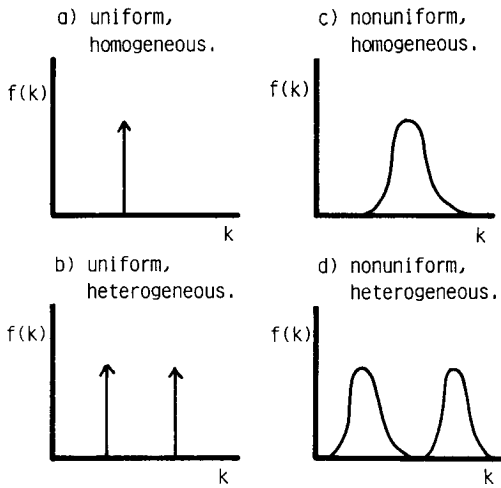 a) uniform,
homogeneous.
f(k)
k
c) nonuniform,
homogeneous.
f(k)
k
b) uniform,
heterogeneous.
f(k)
k
d) nonuniform,
heterogeneous.
f(k)
k